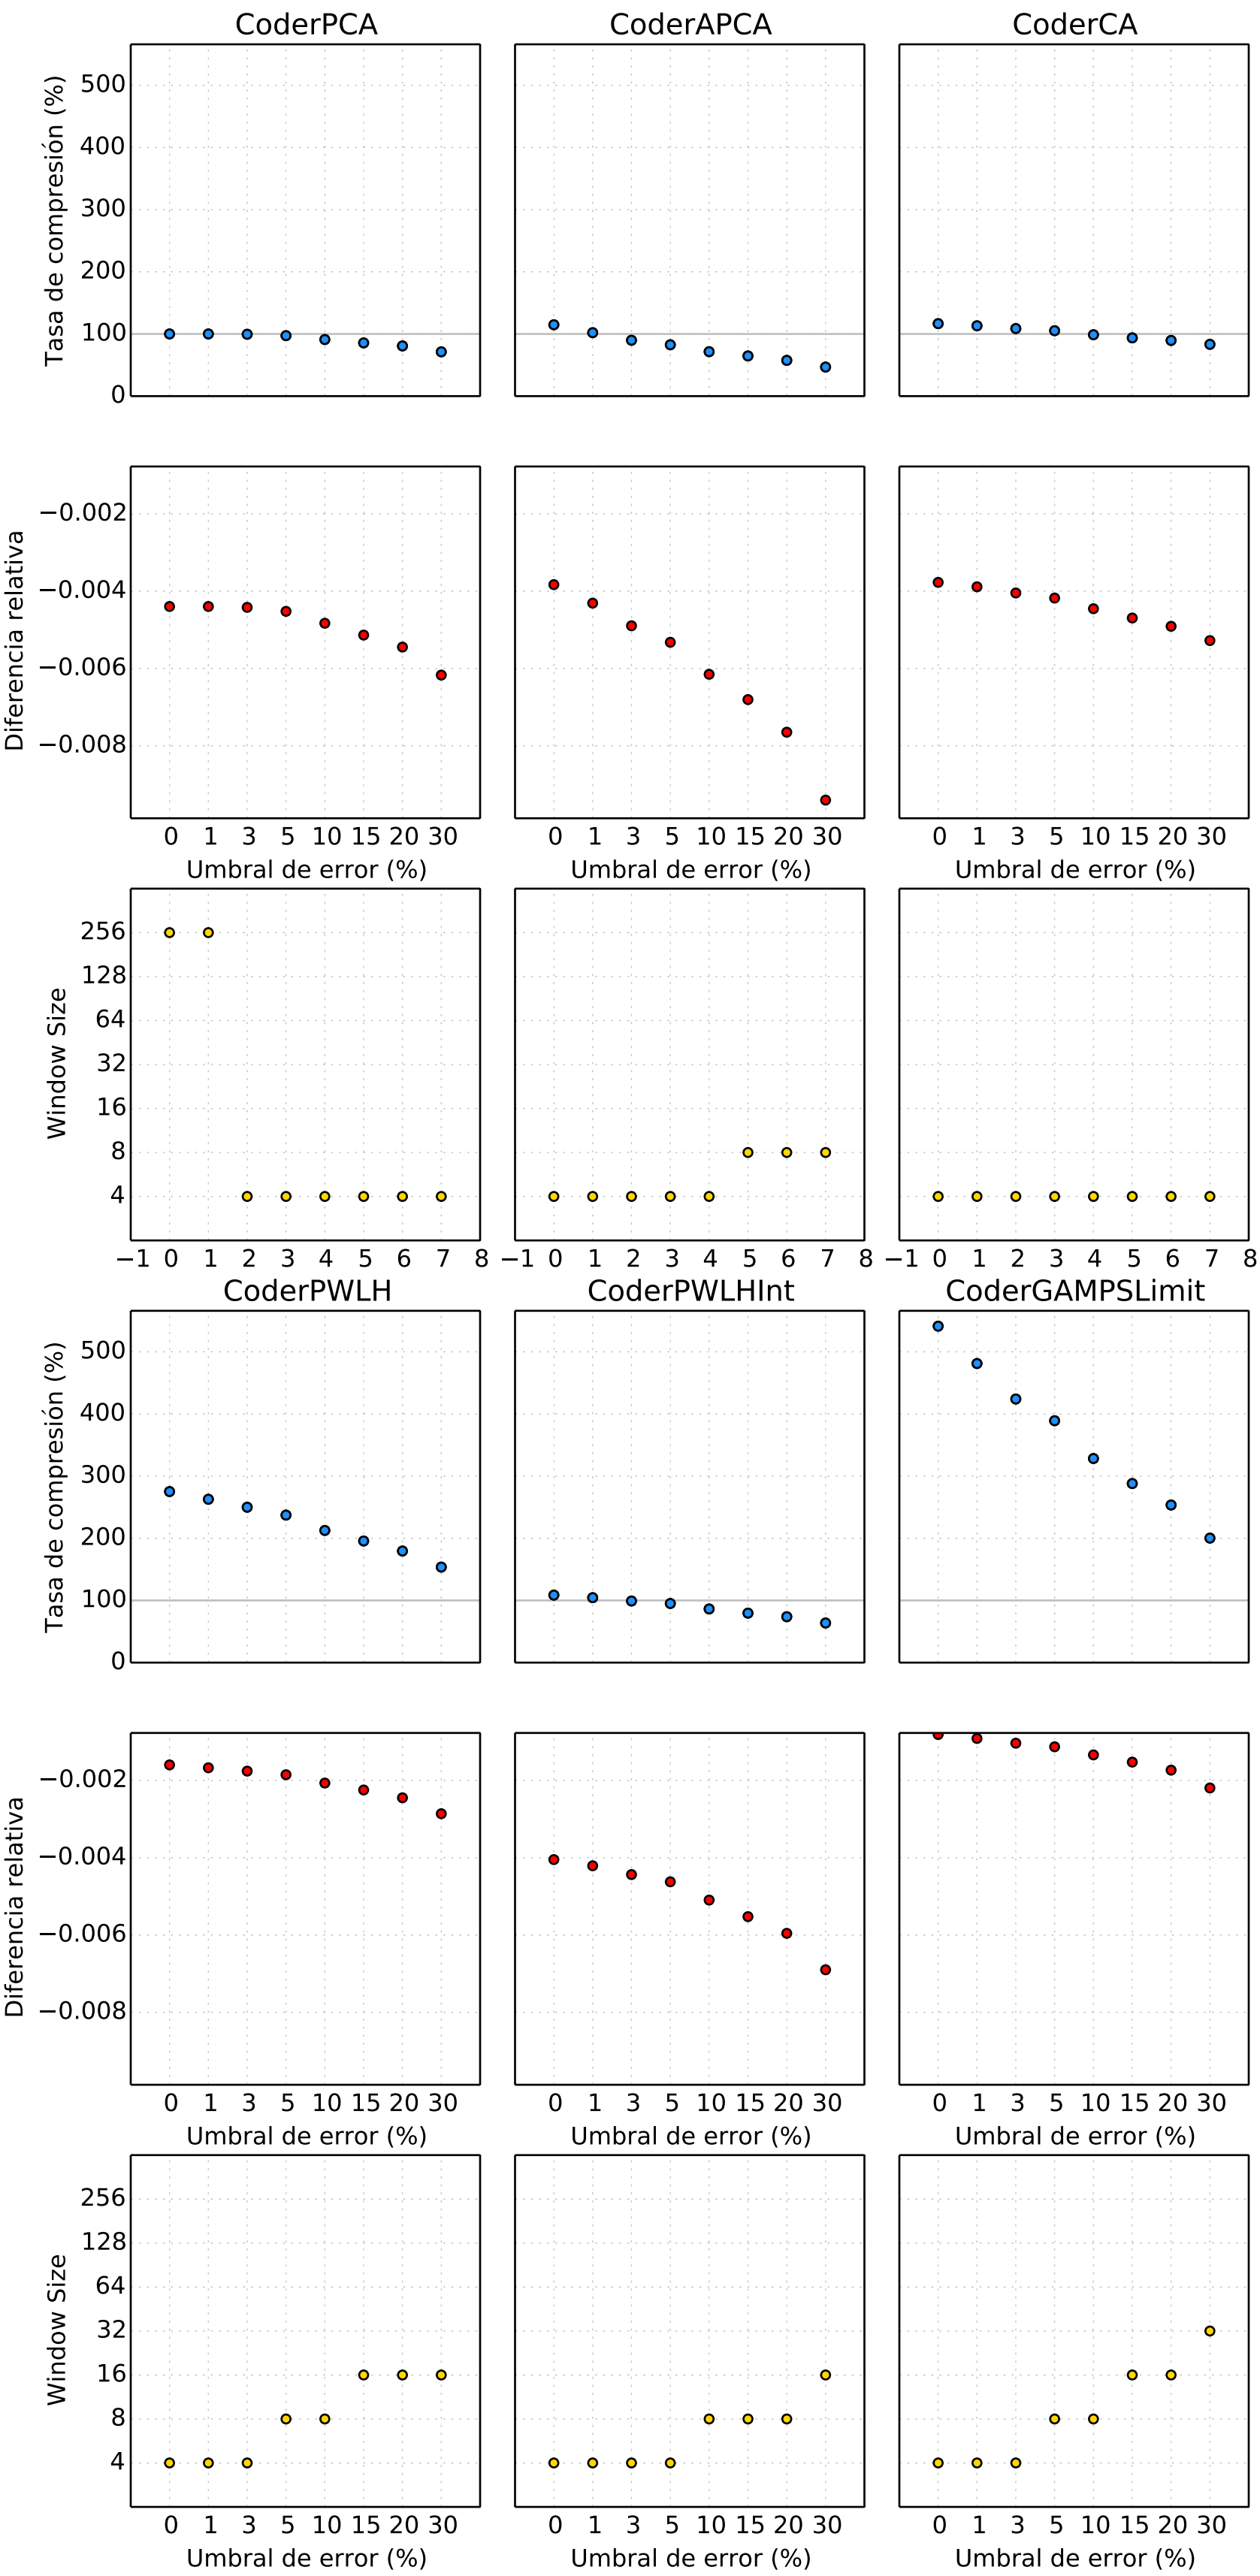 CoderPCA CoderAPCA CoderCA
Tasa de compresión (%)
500
400
300
200
100
0
Diferencia relativa
−0.002
−0.004
−0.006
−0.008
0 1 3 5 10 15 20 30 0 1 3 5 10 15 20 30 0 1 3 5 10 15 20 30
Umbral de error (%) Umbral de error (%) Umbral de error (%)
Window Size
256
128
64
32
16
8
4
−1 0 1 2 3 4 5 6 7 8 −1 0 1 2 3 4 5 6 7 8 −1 0 1 2 3 4 5 6 7 8
CoderPWLH CoderPWLHInt CoderGAMPSLimit
Tasa de compresión (%)
500
400
300
200
100
0
Diferencia relativa
−0.002
−0.004
−0.006
−0.008
0 1 3 5 10 15 20 30 0 1 3 5 10 15 20 30 0 1 3 5 10 15 20 30
Umbral de error (%) Umbral de error (%) Umbral de error (%)
Window Size
256
128
64
32
16
8
4
0 1 3 5 10 15 20 30 0 1 3 5 10 15 20 30 0 1 3 5 10 15 20 30
Umbral de error (%) Umbral de error (%) Umbral de error (%)